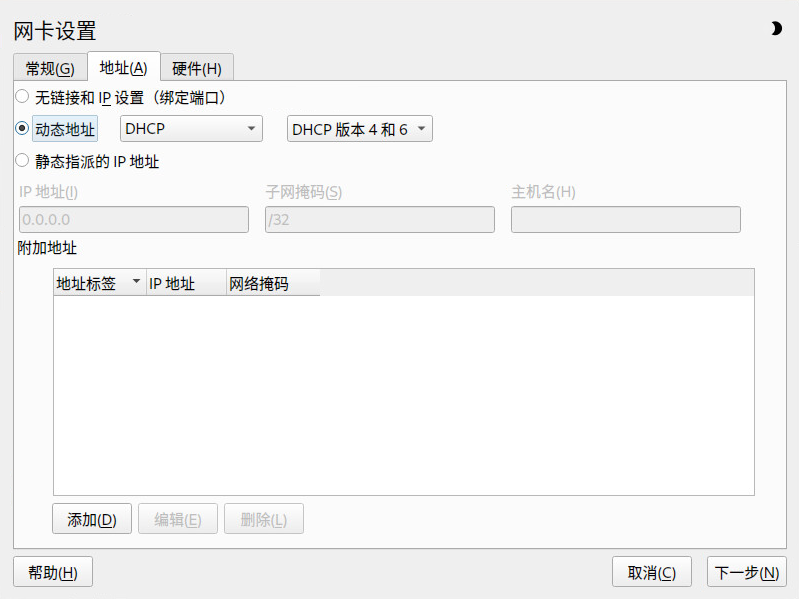 网卡设置
常规(G) 地址(A) 硬件(H)
无链接和 IP 设置（绑定端口）
动态地址 DHCP DHCP 版本 4 和 6
静态指派的 IP 地址
IP 地址(I) 子网掩码(S) 主机名(H)
0.0.0.0 /32
附加地址
地址标签 IP 地址 网络掩码
添加(D) 编辑(E) 删除(L)
帮助(H) 取消(C) 下一步(N)